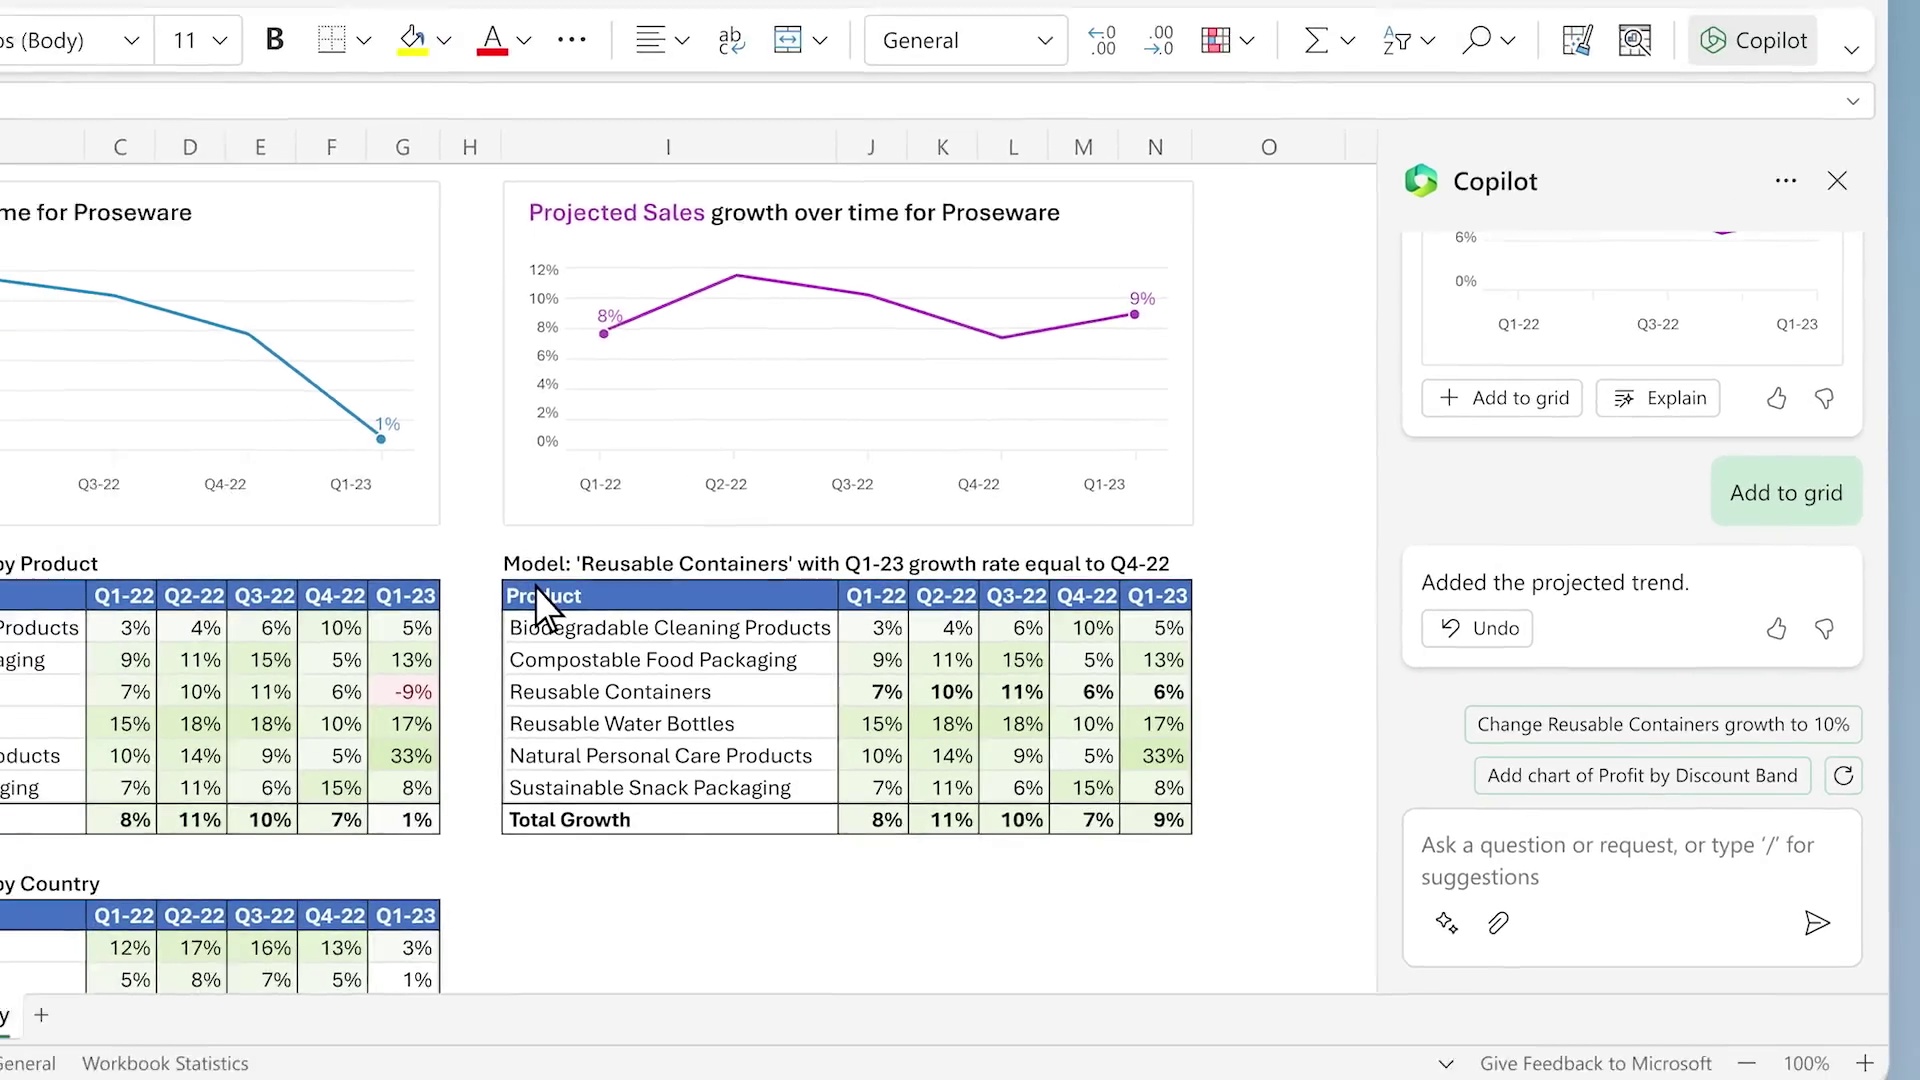 os (Body)
11
B
A
ab
General
.00
.00
Copilot
C D E F G H I J K L M N O
me for Proseware
1%
Q3-22 Q4-22 Q1-23
Projected Sales growth over time for Proseware
12%
10%
8%
6%
4%
2%
0%
8%
9%
Q1-22 Q2-22 Q3-22 Q4-22 Q1-23
by Product
Q1-22 Q2-22 Q3-22 Q4-22 Q1-23
Products 3% 4% 6% 10% 5%
aging 9% 11% 15% 5% 13%
7% 10% 11% 6% -9%
15% 18% 18% 10% 17%
oducts 10% 14% 9% 5% 33%
ging 7% 11% 6% 15% 8%
8% 11% 10% 7% 1%
Model: 'Reusable Containers' with Q1-23 growth rate equal to Q4-22
Product Q1-22 Q2-22 Q3-22 Q4-22 Q1-23
Biodegradable Cleaning Products 3% 4% 6% 10% 5%
Compostable Food Packaging 9% 11% 15% 5% 13%
Reusable Containers 7% 10% 11% 6% 6%
Reusable Water Bottles 15% 18% 18% 10% 17%
Natural Personal Care Products 10% 14% 9% 5% 33%
Sustainable Snack Packaging 7% 11% 6% 15% 8%
Total Growth 8% 11% 10% 7% 9%
by Country
Q1-22 Q2-22 Q3-22 Q4-22 Q1-23
12% 17% 16% 13% 3%
5% 8% 7% 5% 1%
Copilot
6%
0%
Q1-22 Q3-22 Q1-23
Add to grid
Explain
Add to grid
Added the projected trend.
Undo
Change Reusable Containers growth to 10%
Add chart of Profit by Discount Band
Ask a question or request, or type '/' for
suggestions
y +
General Workbook Statistics
Give Feedback to Microsoft — 100% +